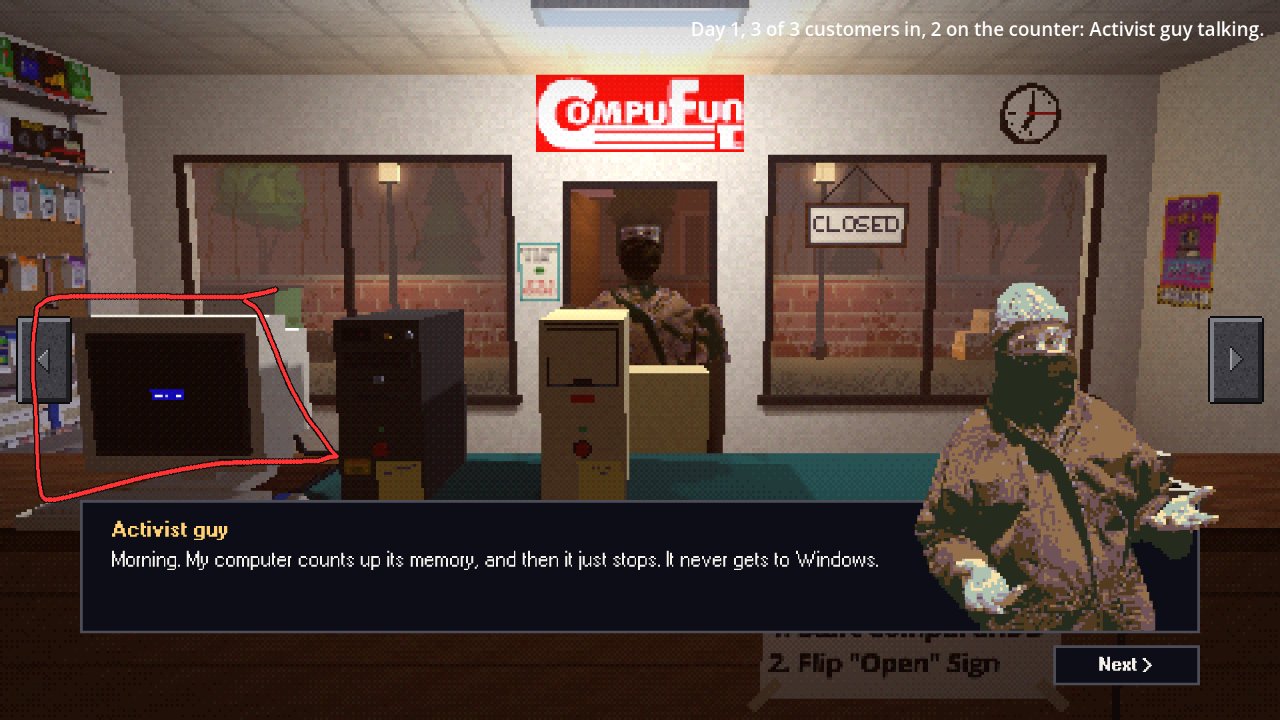 Day 1, 3 of 3 customers in, 2 on the counter: Activist guy talking.
COMPUFUN
CLOSED
Activist guy
Morning. My computer counts up its memory, and then it just stops. It never gets to Windows.
2. Flip "Open" Sign
Next >